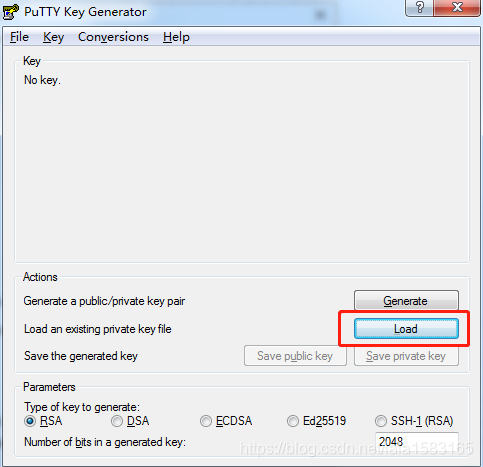 PuTTY Key Generator
File Key Conversions Help
Key
No key.
Actions
Generate a public/private key pair Generate
Load an existing private key file Load
Save the generated key Save public key Save private key
Parameters
Type of key to generate:
RSA DSA ECDSA Ed25519 SSH-1 (RSA)
Number of bits in a generated key: 2048
https://blog.csdn.net/lala1583165